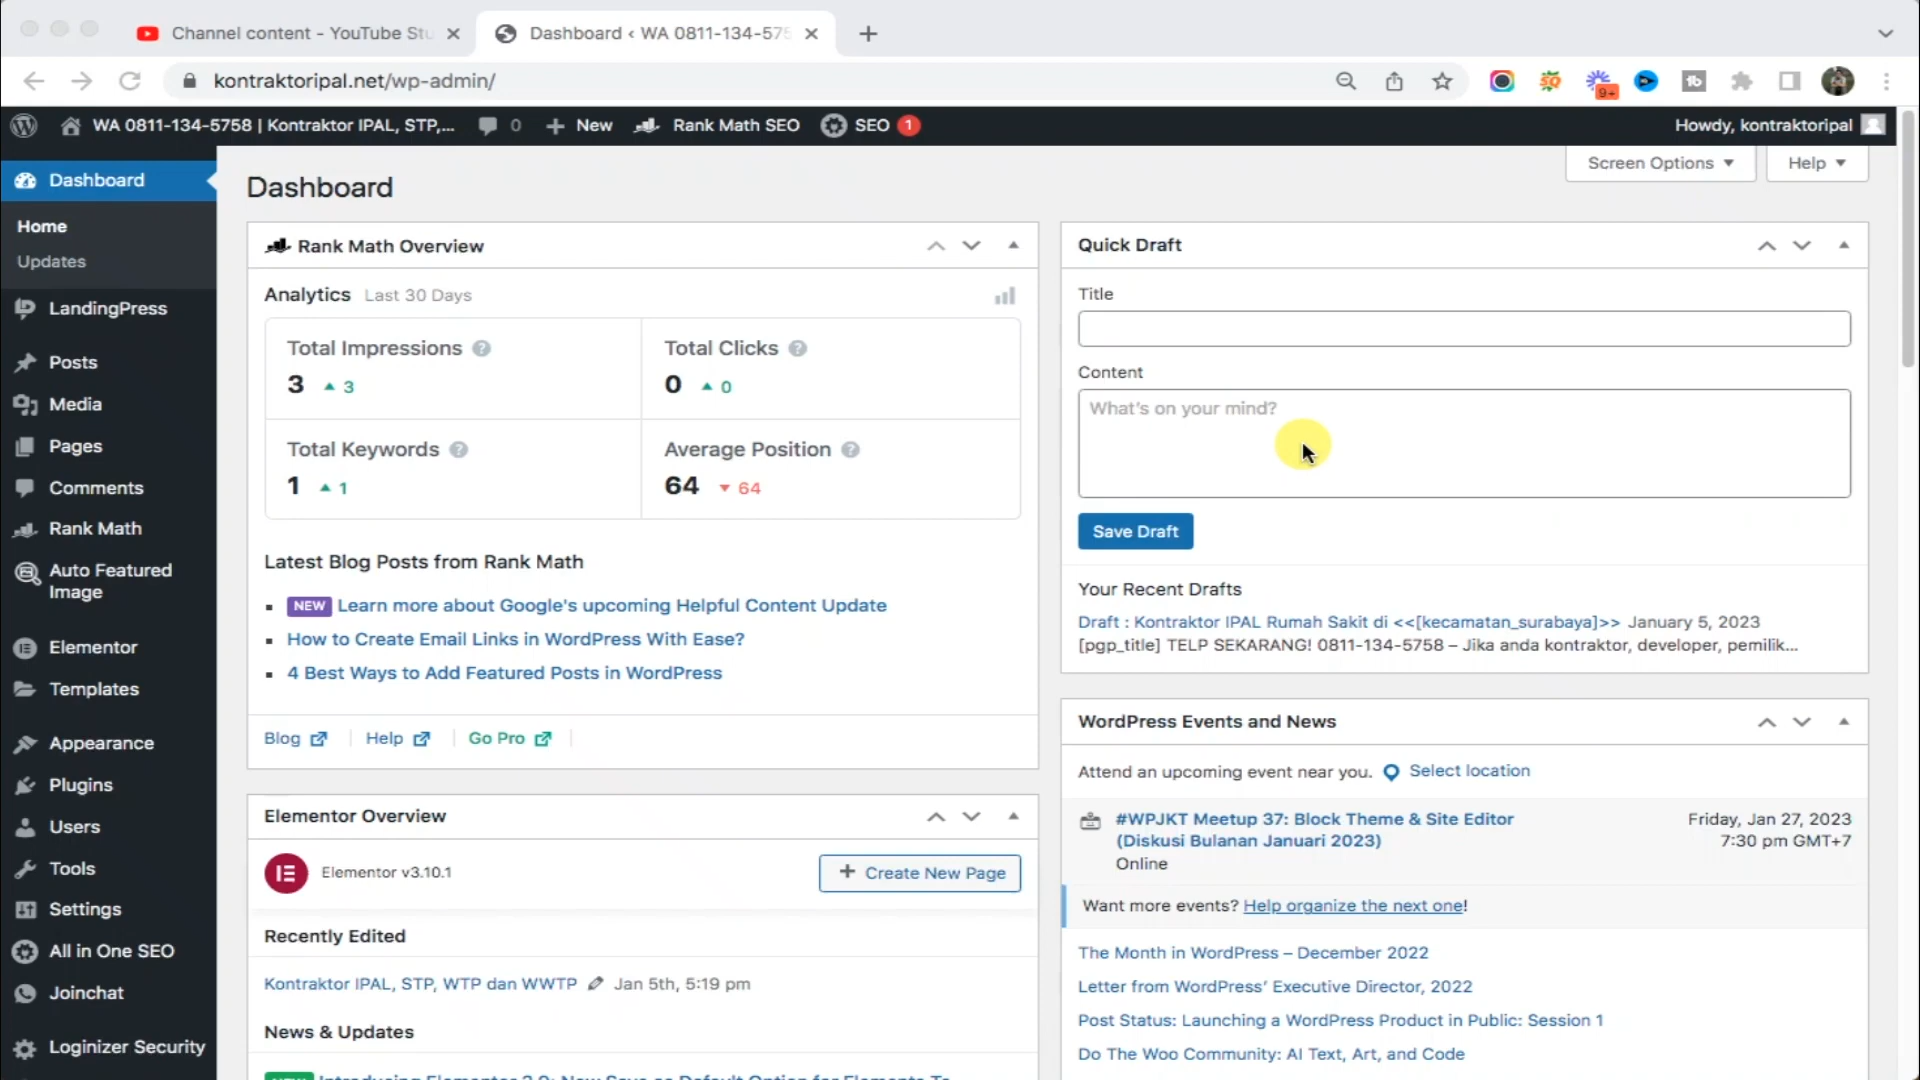 Channel content - YouTube Stu
Dashboard ‹ WA 0811-134-575
kontraktoripal.net/wp-admin/
9+
WA 0811-134-5758 | Kontraktor IPAL, STP,...
0
New
Rank Math SEO
SEO 1
Howdy, kontraktoripal
Screen Options
Help
Dashboard
Home
Updates
LandingPress
Posts
Media
Pages
Comments
Rank Math
Auto Featured
Image
Elementor
Templates
Appearance
Plugins
Users
Tools
Settings
All in One SEO
Joinchat
Loginizer Security
Dashboard
Rank Math Overview
Analytics Last 30 Days
Total Impressions
3 3
Total Clicks
0 0
Total Keywords
1 1
Average Position
64 64
Latest Blog Posts from Rank Math
NEW Learn more about Google's upcoming Helpful Content Update
How to Create Email Links in WordPress With Ease?
4 Best Ways to Add Featured Posts in WordPress
Blog
Help
Go Pro
Elementor Overview
Elementor v3.10.1
+ Create New Page
Recently Edited
Kontraktor IPAL, STP, WTP dan WWTP Jan 5th, 5:19 pm
News & Updates
Quick Draft
Title
Content
What's on your mind?
Save Draft
Your Recent Drafts
Draft : Kontraktor IPAL Rumah Sakit di <<[kecamatan_surabaya]>> January 5, 2023
[pgp_title] TELP SEKARANG! 0811-134-5758 – Jika anda kontraktor, developer, pemilik...
WordPress Events and News
Attend an upcoming event near you. Select location
#WPJKT Meetup 37: Block Theme & Site Editor
(Diskusi Bulanan Januari 2023)
Online
Friday, Jan 27, 2023
7:30 pm GMT+7
Want more events? Help organize the next one!
The Month in WordPress – December 2022
Letter from WordPress' Executive Director, 2022
Post Status: Launching a WordPress Product in Public: Session 1
Do The Woo Community: AI Text, Art, and Code